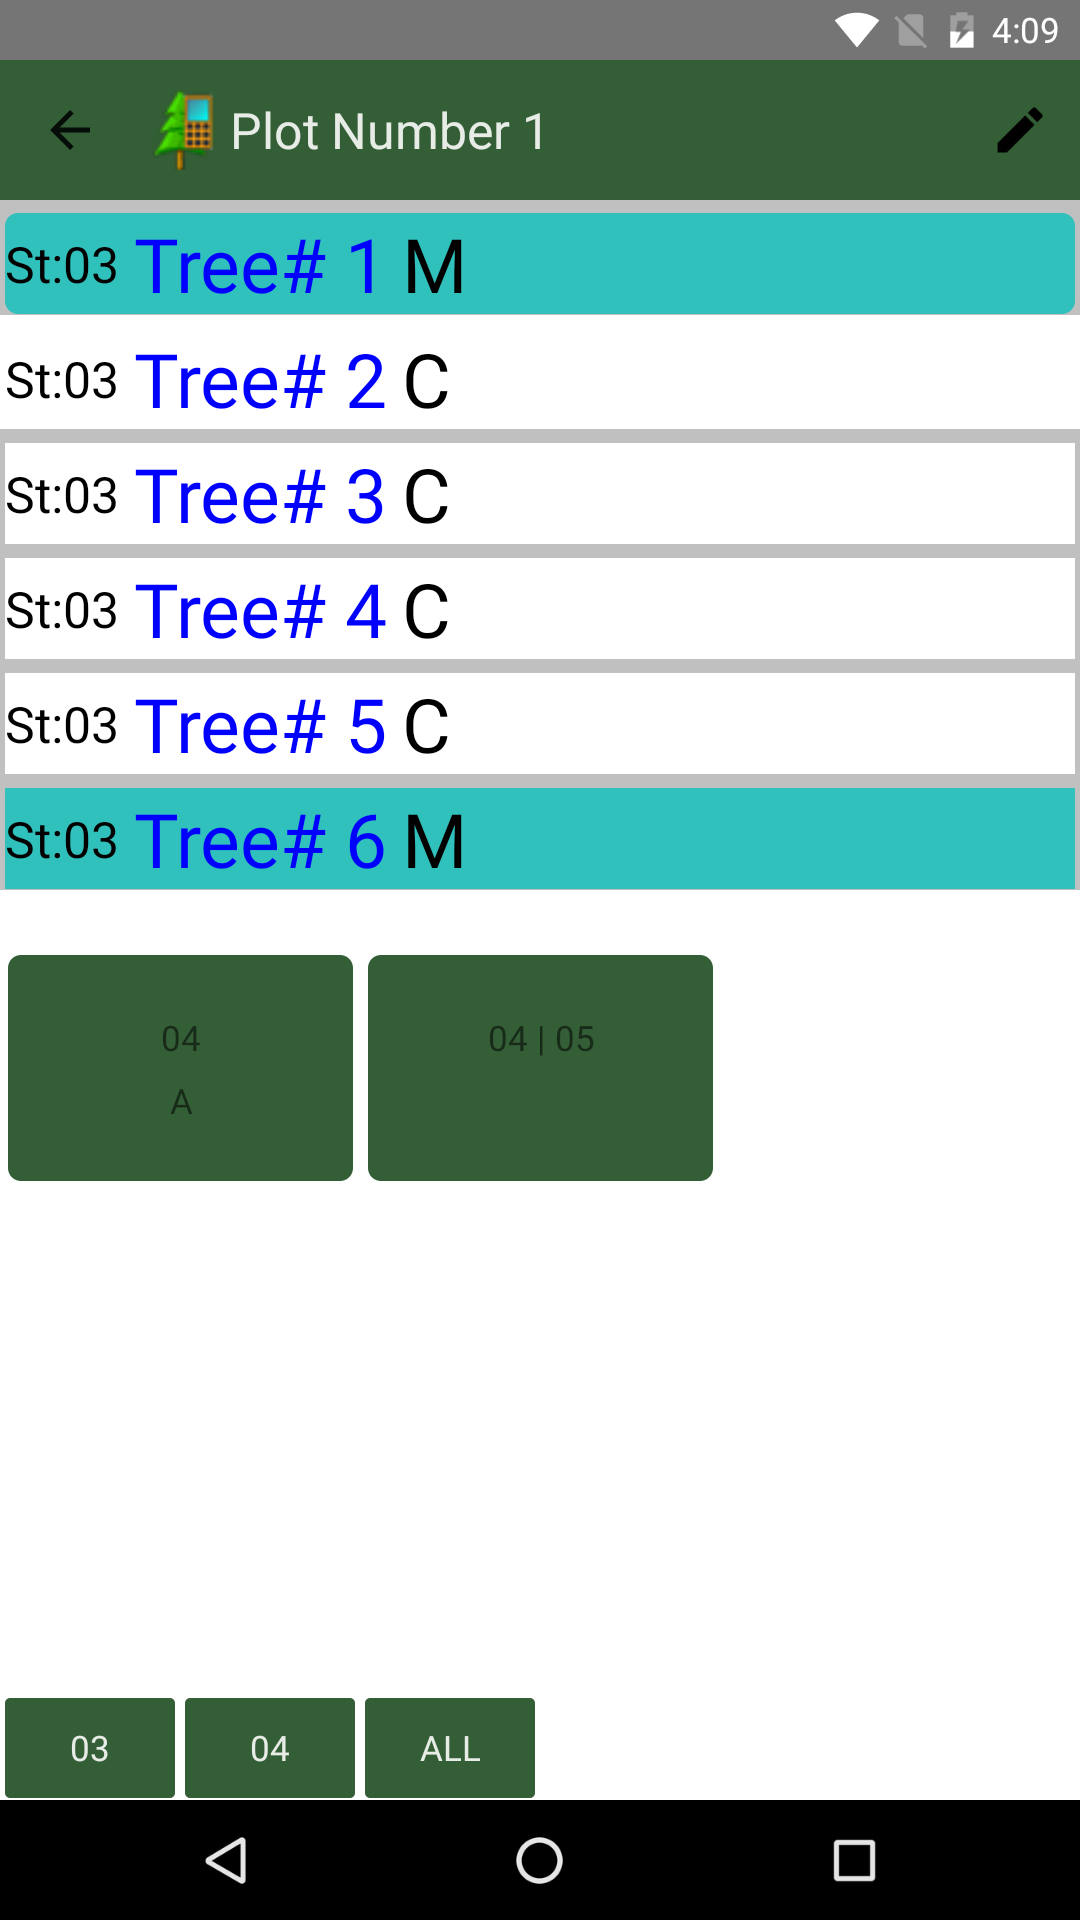 4:09
Plot Number 1
St:03 Tree# 1 M
St:03 Tree# 2 C
St:03 Tree# 3 C
St:03 Tree# 4 C
St:03 Tree# 5 C
St:03 Tree# 6 M
04
A
04 | 05
03 04 ALL